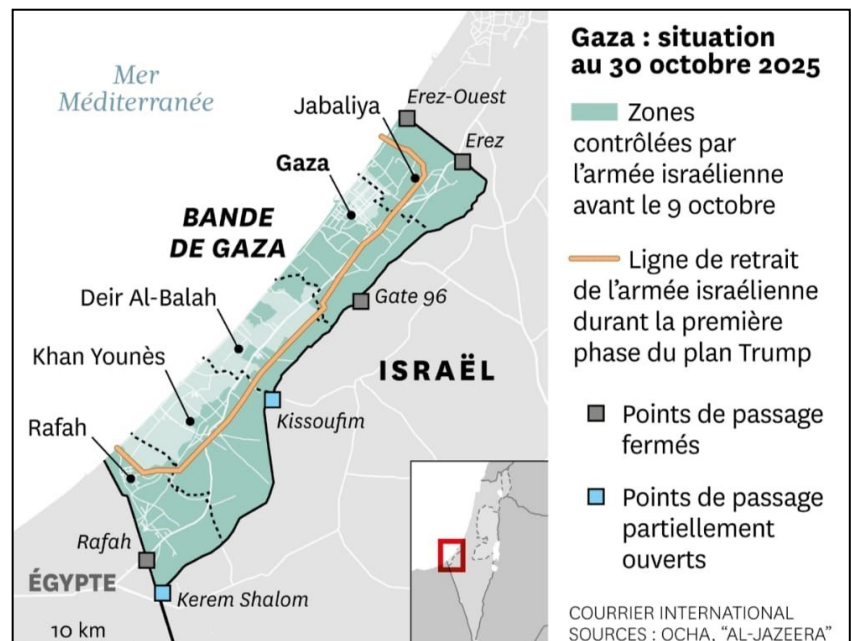 Gaza : situation
au 30 octobre 2025
Zones
contrôlées par
l’armée israélienne
avant le 9 octobre
Ligne de retrait
de l’armée israélienne
durant la première
phase du plan Trump
Points de passage
fermés
Points de passage
partiellement
ouverts
COURRIER INTERNATIONAL
SOURCES : OCHA, “AL-JAZEERA”
Mer
Méditerranée
Erez-Ouest
Jabaliya
Erez
Gaza
BANDE
DE GAZA
Deir Al-Balah
Gate 96
Khan Younès
ISRAËL
Kissoufim
Rafah
Rafah
ÉGYPTE
Kerem Shalom
10 km